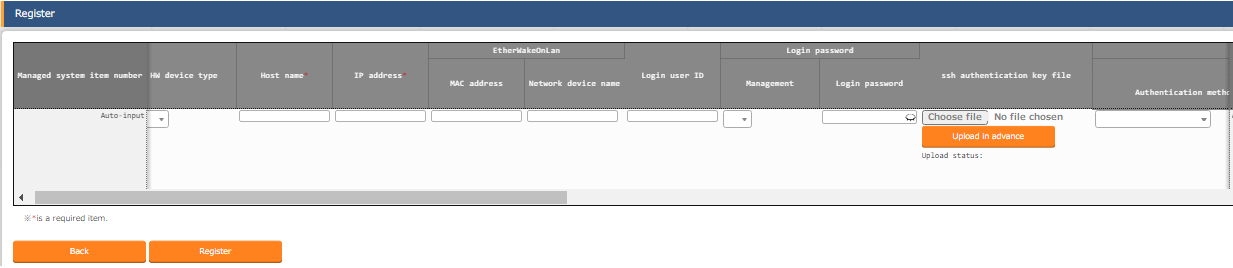 Register
EtherWakeOnLan
Login password
Managed system item number
HW device type
Host name*
IP address*
MAC address
Network device name
Login user ID
Management
Login password
ssh authentication key file
Authentication metho
Auto-input
Choose file
No file chosen
Upload in advance
Upload status:
※*is a required item.
Back
Register